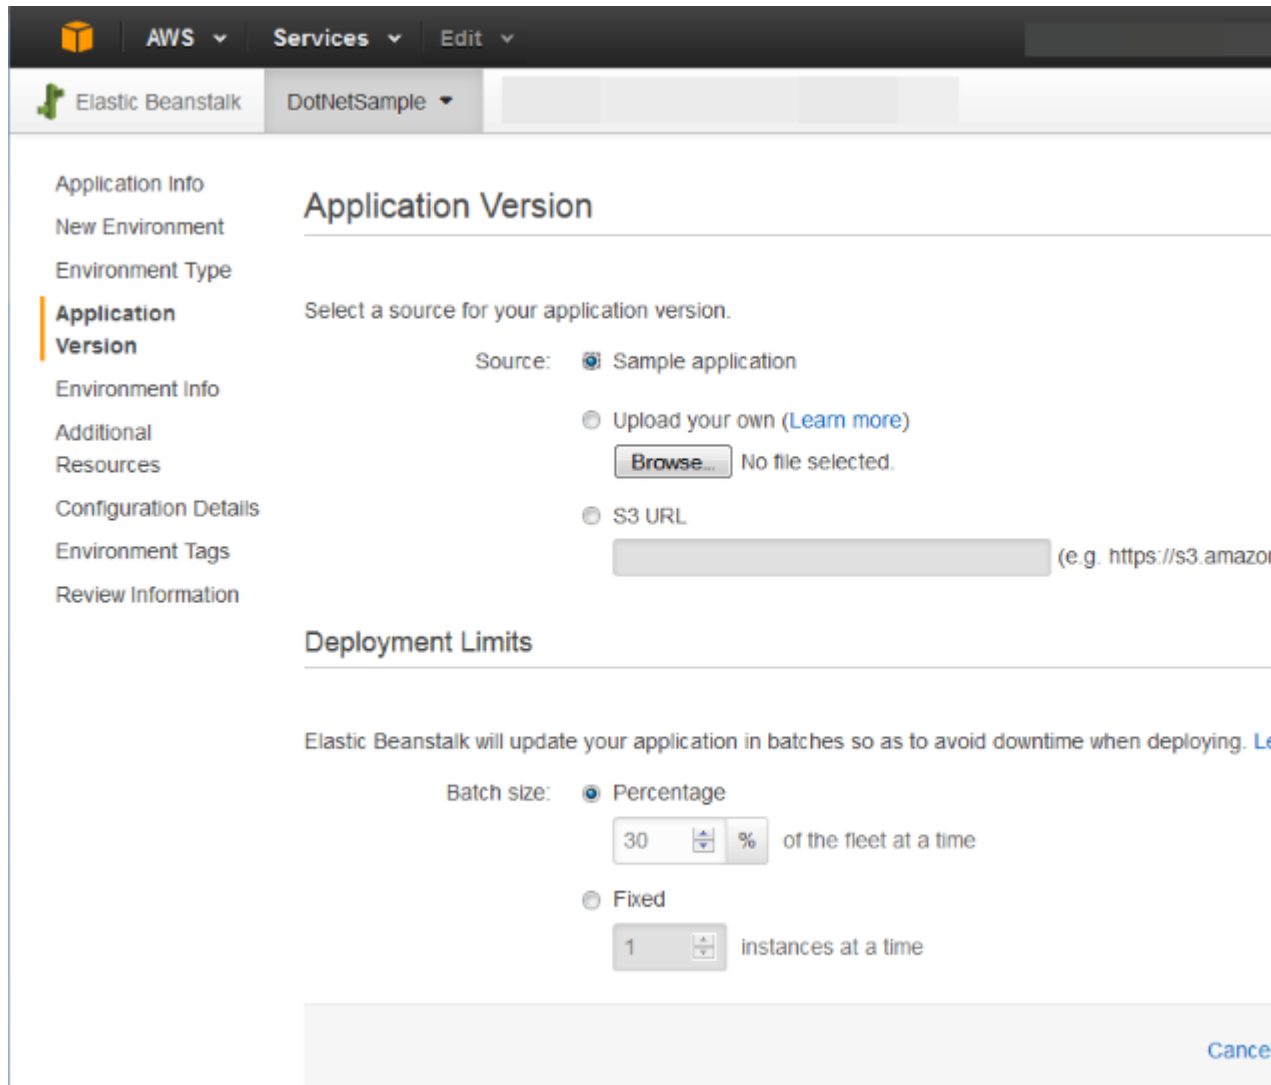 AWS Services Edit
Elastic Beanstalk DotNetSample
Application Info
New Environment
Environment Type
Application
Version
Environment Info
Additional
Resources
Configuration Details
Environment Tags
Review Information
Application Version
Select a source for your application version.
Source: Sample application
Upload your own (Learn more)
Browse... No file selected.
S3 URL
(e.g. https://s3.amazon
Deployment Limits
Elastic Beanstalk will update your application in batches so as to avoid downtime when deploying. Le
Batch size: Percentage
30 % of the fleet at a time
Fixed
1 instances at a time
Cance